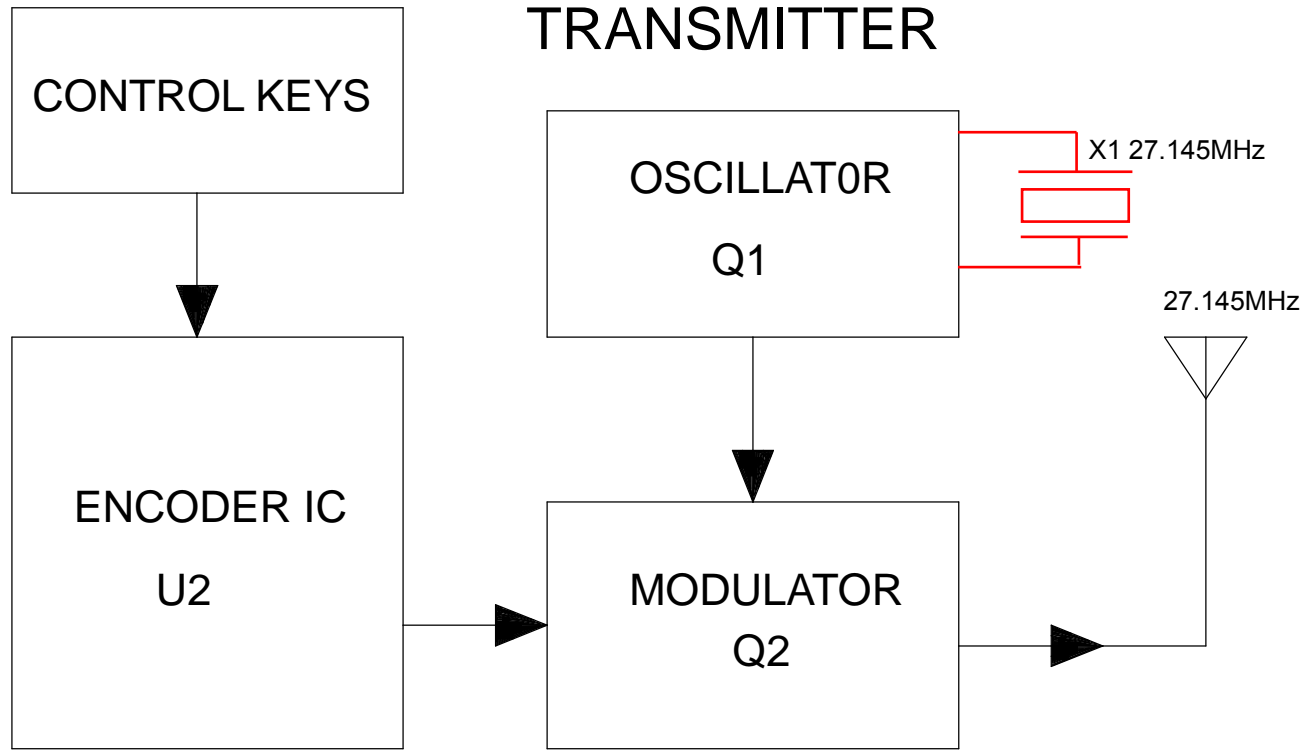 TRANSMITTER
CONTROL KEYS
OSCILLAT0R
Q1
X1 27.145MHz
27.145MHz
ENCODER IC
U2
MODULATOR
Q2